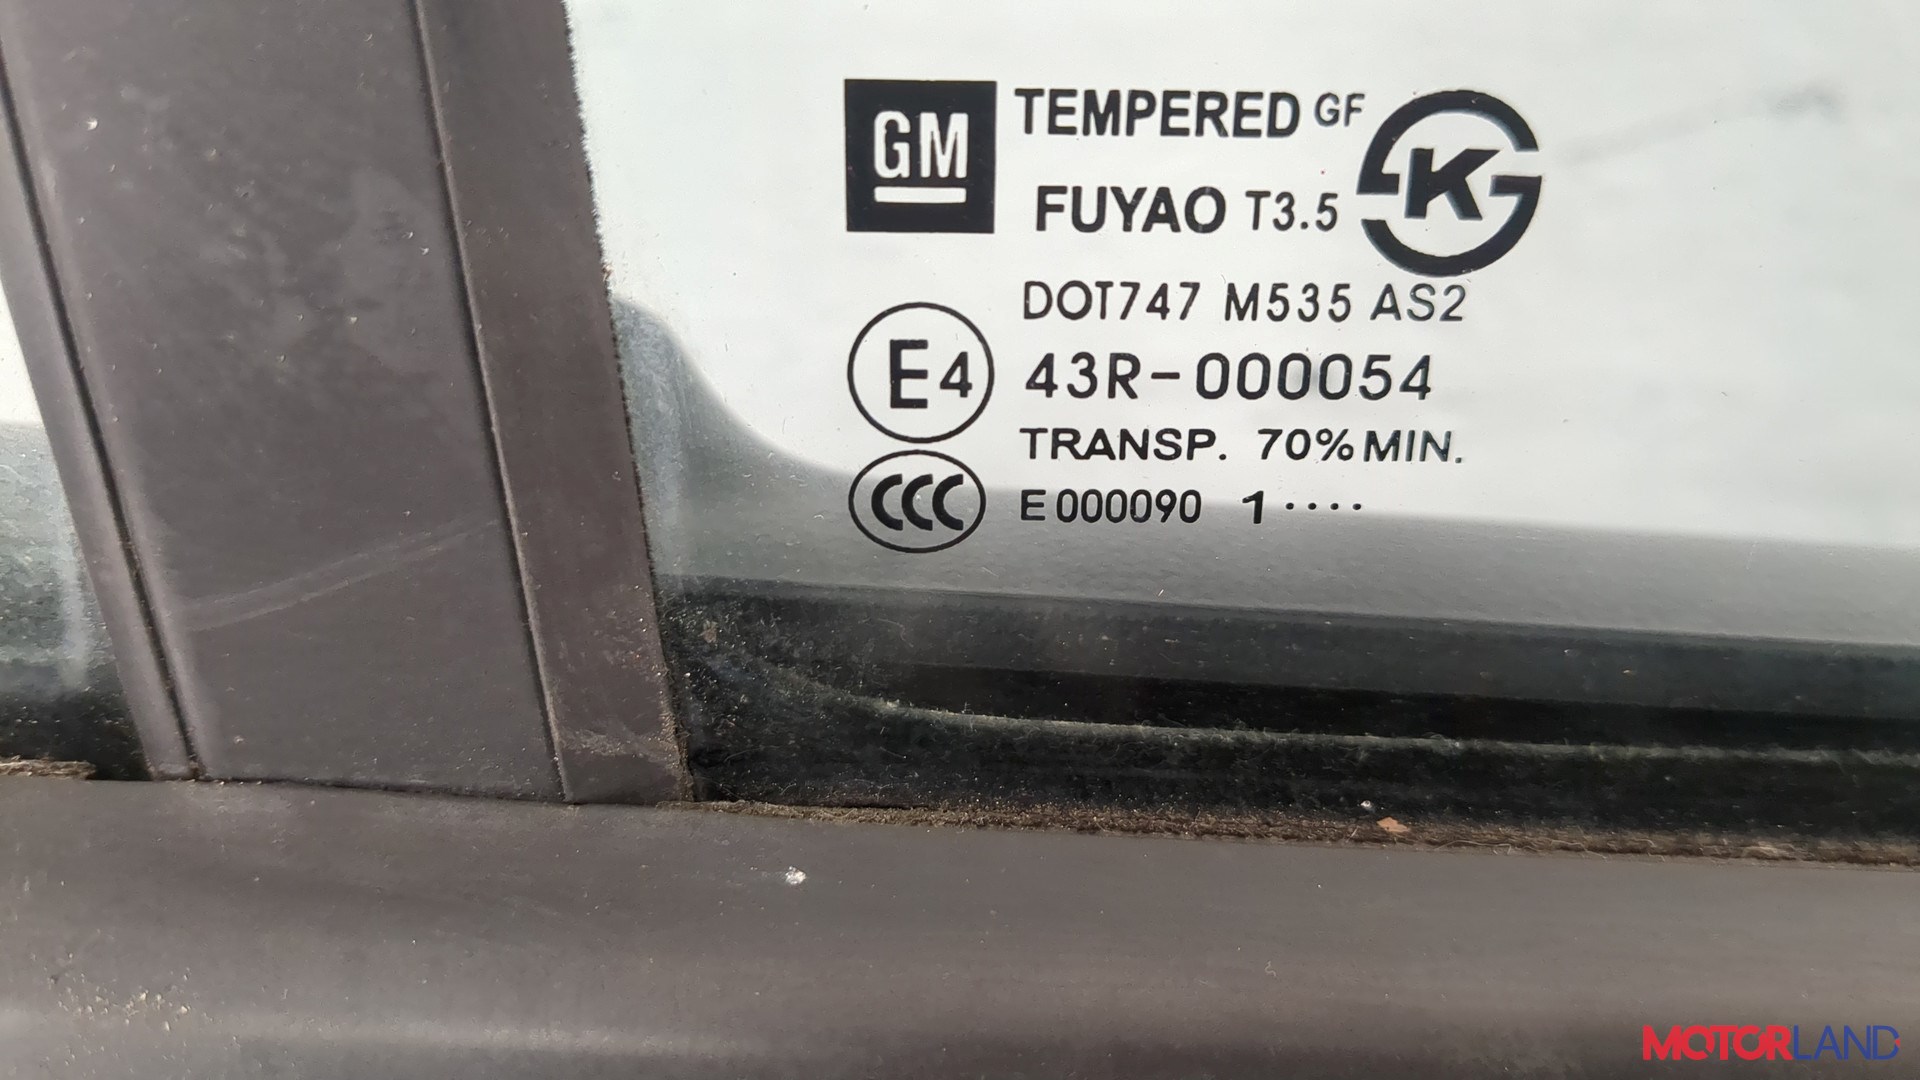 GM TEMPERED GF
FUYAO T3.5
K
DOT747 M535 AS2
E4 43R-000054
TRANSP. 70% MIN.
CCC E000090 1····
MOTORLAND